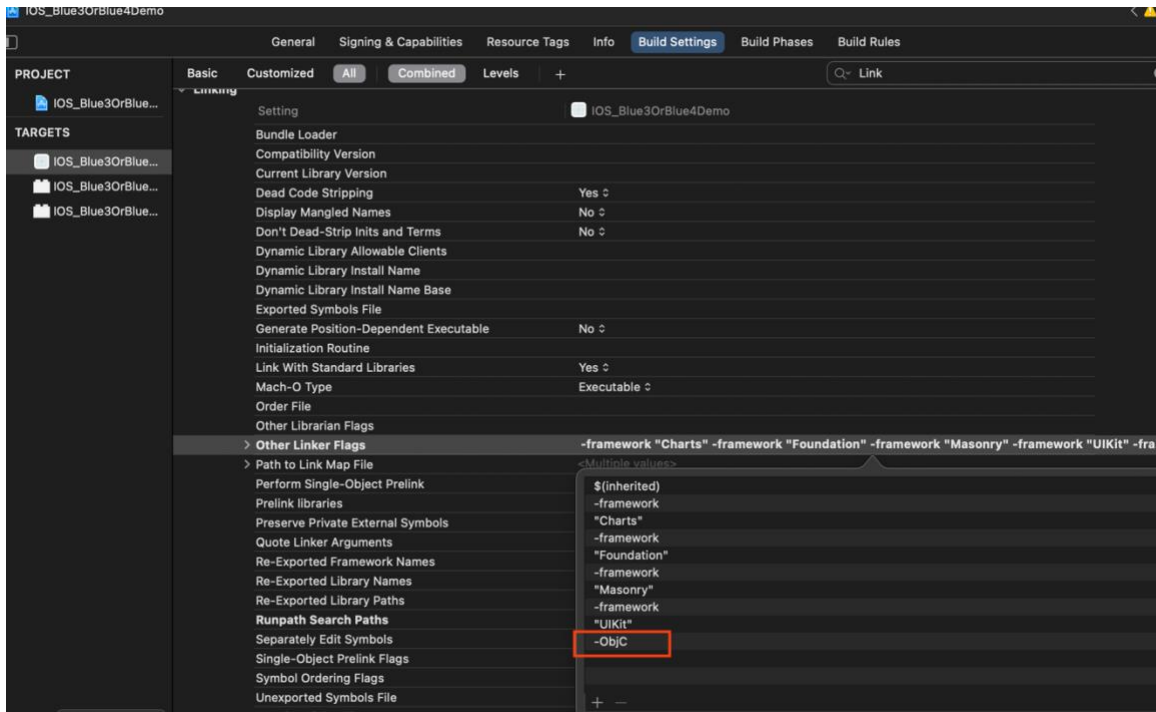 IOS_Blue3OrBlue4Demo
General Signing & Capabilities Resource Tags Info Build Settings Build Phases Build Rules
PROJECT Basic Customized All Combined Levels + Link
IOS_Blue3OrBlue...
Linking
Setting IOS_Blue3OrBlue4Demo
TARGETS
IOS_Blue3OrBlue...
IOS_Blue3OrBlue...
IOS_Blue3OrBlue...
Bundle Loader
Compatibility Version
Current Library Version
Dead Code Stripping Yes
Display Mangled Names No
Don't Dead-Strip Inits and Terms No
Dynamic Library Allowable Clients
Dynamic Library Install Name
Dynamic Library Install Name Base
Exported Symbols File
Generate Position-Dependent Executable No
Initialization Routine
Link With Standard Libraries Yes
Mach-O Type Executable
Order File
Other Librarian Flags
> Other Linker Flags -framework "Charts" -framework "Foundation" -framework "Masonry" -framework "UIKit" -fra
> Path to Link Map File <Multiple values>
Perform Single-Object Prelink
Prelink libraries
Preserve Private External Symbols
Quote Linker Arguments
Re-Exported Framework Names
Re-Exported Library Names
Re-Exported Library Paths
Runpath Search Paths
Separately Edit Symbols
Single-Object Prelink Flags
Symbol Ordering Flags
Unexported Symbols File
$(inherited)
-framework
"Charts"
-framework
"Foundation"
-framework
"Masonry"
-framework
"UIKit"
-ObjC
+ −